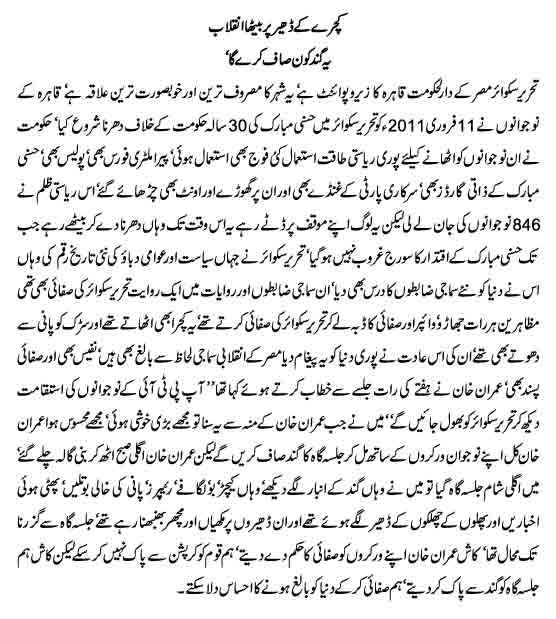 کچرے کے ڈھیر پر بیٹھا انقلاب
یہ گند کون صاف کرے گا‘
تحریر سکوائر مصر کے دارلحکومت قاہرہ کا زیرو پوائنٹ ہے‘ یہ شہر کا مصروف ترین اور خوبصورت ترین علاقہ ہے‘ قاہرہ کے
نوجوانوں نے 11 فروری 2011ء کو تحریر سکوائر میں حسنی مبارک کی 30 سالہ حکومت کے خلاف دھرنا شروع کیا‘ حکومت
نے ان نوجوانوں کو اٹھانے کیلئے پوری ریاستی طاقت استعمال کی‘ فوج بھی استعمال ہوئی‘ پیرا ملٹری فورس بھی‘ پولیس بھی‘ حسنی
مبارک کے ذاتی گارڈز بھی‘ سرکاری پارٹی کے غنڈے بھی اور ان پر گھوڑے اور اونٹ بھی چڑھائے گئے‘ اس ریاستی ظلم نے
846 نوجوانوں کی جان لے لی لیکن یہ لوگ اپنے موقف پر ڈٹے رہے‘ یہ اس وقت تک وہاں دھرنا دے کر بیٹھے رہے جب
تک حسنی مبارک کے اقتدار کا سورج غروب نہیں ہو گیا‘ تحریر سکوائر نے جہاں سیاست اور عوامی دباؤ کی نئی تاریخ رقم کی وہاں
اس نے دنیا کو نئے سماجی ضابطوں کا درس بھی دیا‘ ان سماجی ضابطوں اور روایات میں ایک روایت تحریر سکوائر کی صفائی بھی تھی
مظاہرین ہر رات جھاڑو‘ وائپر اور صفائی کا ڈبہ لے کر تحریر سکوائر کی صفائی کرتے تھے‘ یہ کچرا بھی اٹھاتے تھے اور سڑک کو پانی سے
دھوتے بھی تھے‘ ان کی اس عادت نے پوری دنیا کو یہ پیغام دیا مصر کے انقلابی سماجی لحاظ سے بالغ بھی ہیں‘ نفیس بھی اور صفائی
پسند بھی‘ عمران خان نے ہفتے کی رات جلسے سے خطاب کرتے ہوئے کہا تھا’’ آپ پی ٹی آئی کے نوجوانوں کی استقامت
دیکھ کر تحریر سکوائر کو بھول جائیں گے‘‘ میں نے جب عمران خان کے منہ سے یہ سنا تو مجھے بڑی خوشی ہوئی‘ مجھے محسوس ہوا عمران
خان کل اپنے نوجوان ورکروں کے ساتھ مل کر جلسہ گاہ کا گند صاف کریں گے لیکن عمران خان اگلی صبح اٹھ کر بنی گالہ چلے گئے‘
میں اگلی شام جلسہ گاہ گیا تو میں نے وہاں گند کے انبار لگے دیکھے‘ وہاں کیچڑ‘ بو‘ لگافے‘ ریپرز‘ پانی کی خالی بوتلیں‘ پھٹی ہوئی
اخباریں اور پھلوں کے چھلکوں کے ڈھیر لگے ہوئے تھے اور ان ڈھیروں پر مکھیاں اور مچھر بھنبھنا رہے تھے‘ جلسہ گاہ سے گزرنا
تک محال تھا‘ کاش عمران خان اپنے ورکروں کو صفائی کا حکم دے دیتے‘ ہم قوم کو کرپشن سے پاک نہیں کر سکے لیکن کاش ہم
جلسہ گاہ کو گند سے پاک کر دیتے‘ ہم صفائی کر کے دنیا کو بالغ ہونے کا احساس دلا سکتے۔